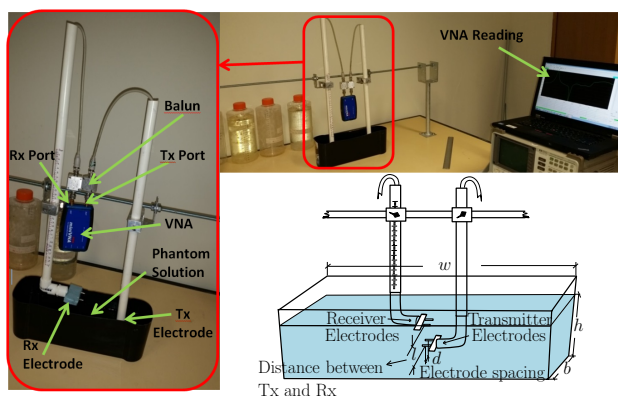 VNA Reading
Balun
Rx Port
Tx Port
VNA
Phantom
Solution
Tx
Electrode
Rx
Electrode
w
Receiver
Electrodes
Transmitter
Electrodes
h
l
d
b
Distance between
Tx and Rx
Electrode spacing